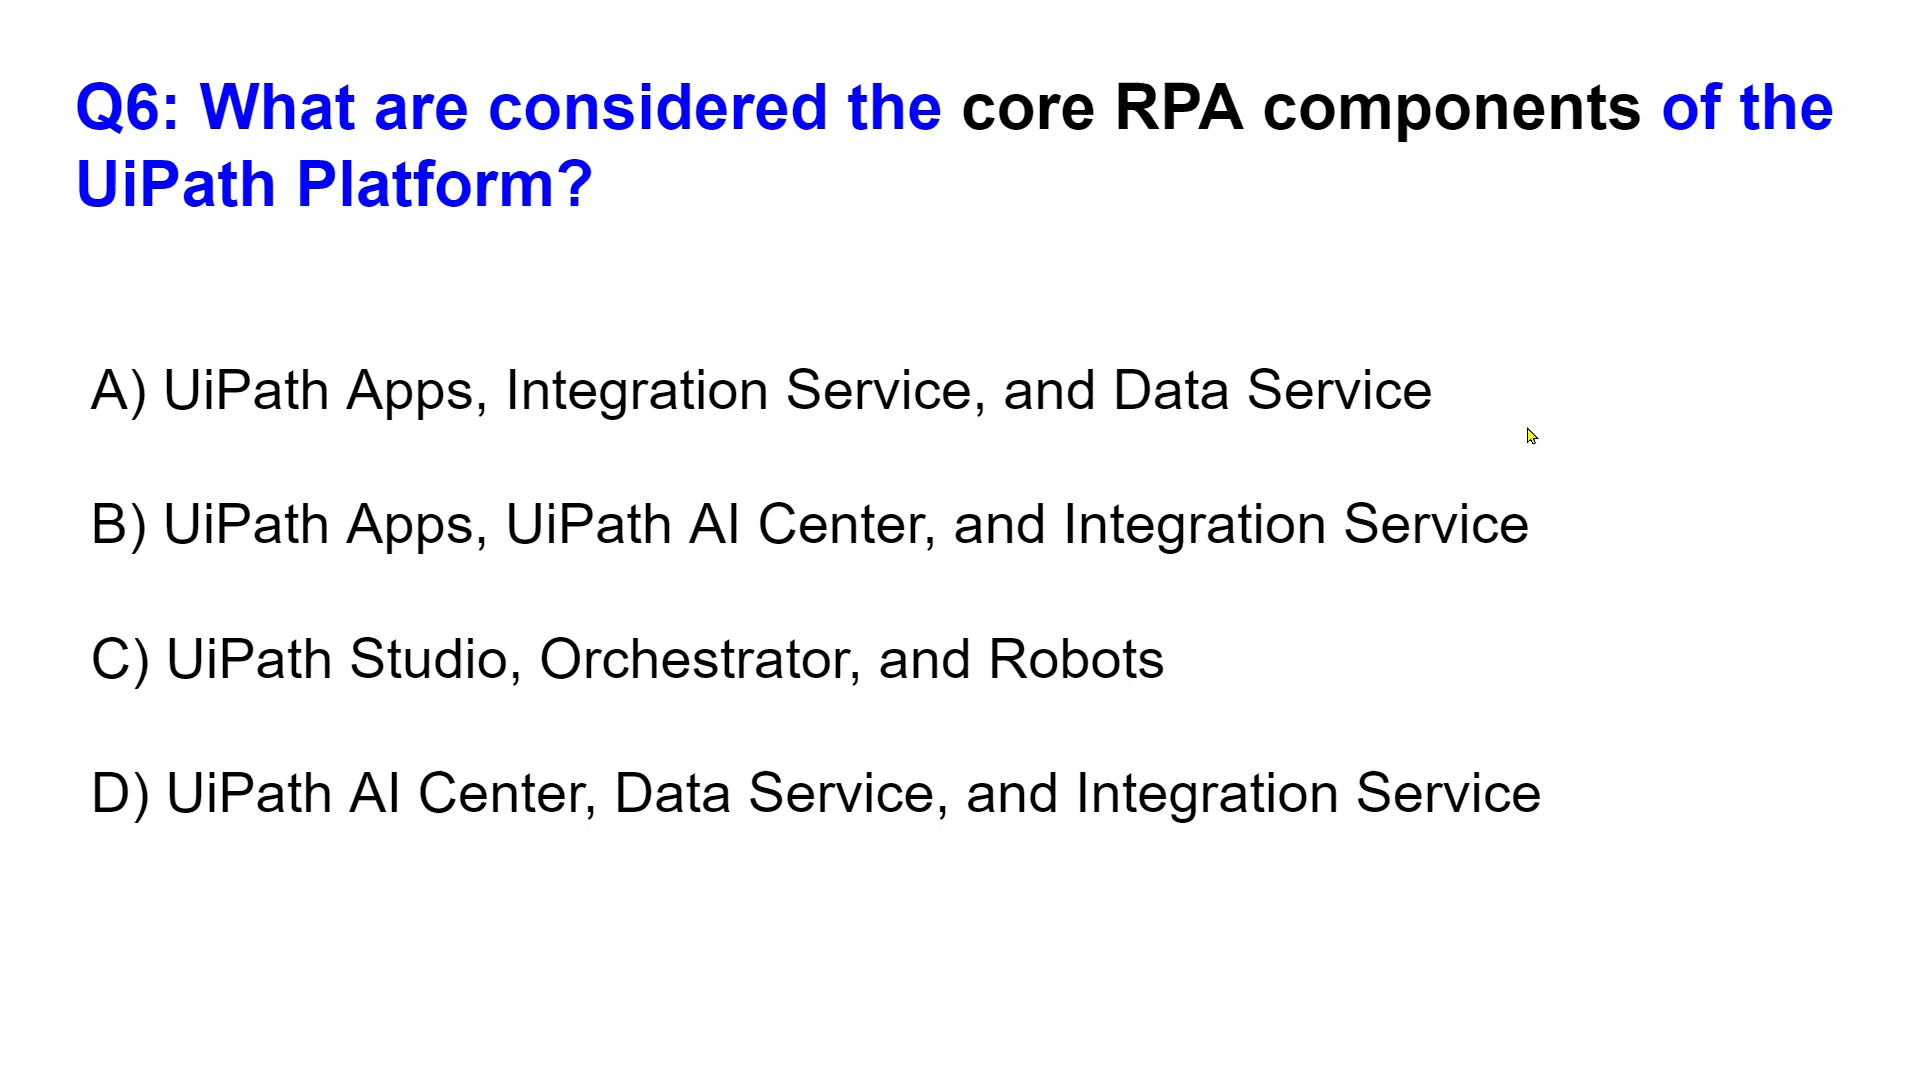 Q6: What are considered the core RPA components of the
UiPath Platform?
A) UiPath Apps, Integration Service, and Data Service
B) UiPath Apps, UiPath AI Center, and Integration Service
C) UiPath Studio, Orchestrator, and Robots
D) UiPath AI Center, Data Service, and Integration Service